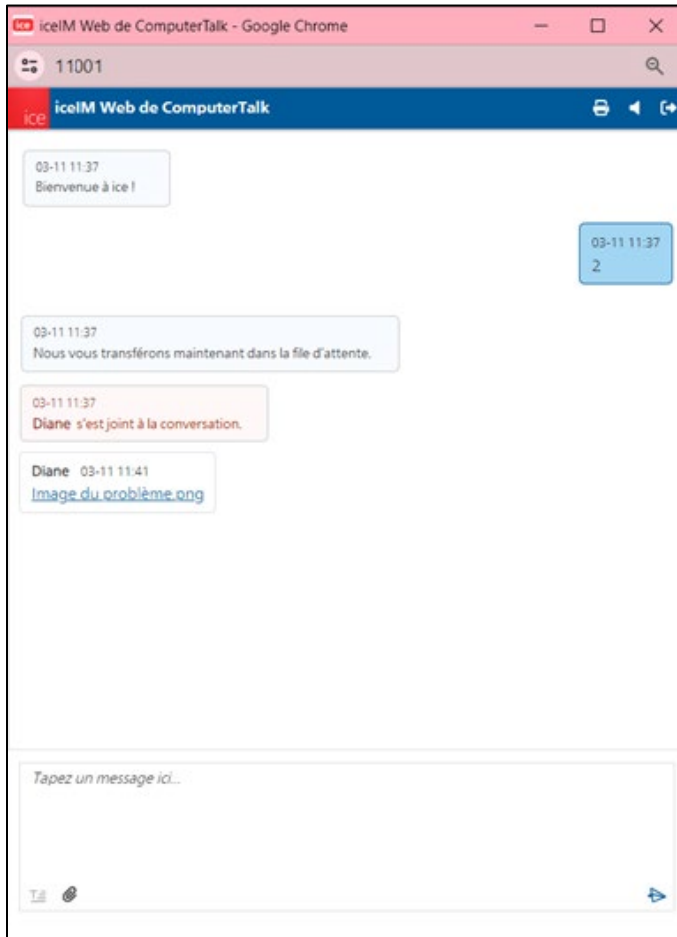 ice iceIM Web de ComputerTalk - Google Chrome
11001
ice iceIM Web de ComputerTalk
03-11 11:37
Bienvenue à ice !
03-11 11:37
2
03-11 11:37
Nous vous transférons maintenant dans la file d'attente.
03-11 11:37
Diane s'est joint à la conversation.
Diane 03-11 11:41
Image du problème.png
Tapez un message ici...